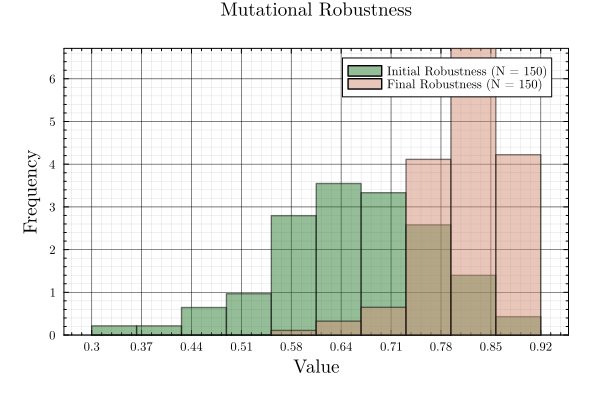 Mutational Robustness
Initial Robustness (N = 150)
Final Robustness (N = 150)
Frequency
6
5
4
3
2
1
0
0.3 0.37 0.44 0.51 0.58 0.64 0.71 0.78 0.85 0.92
Value